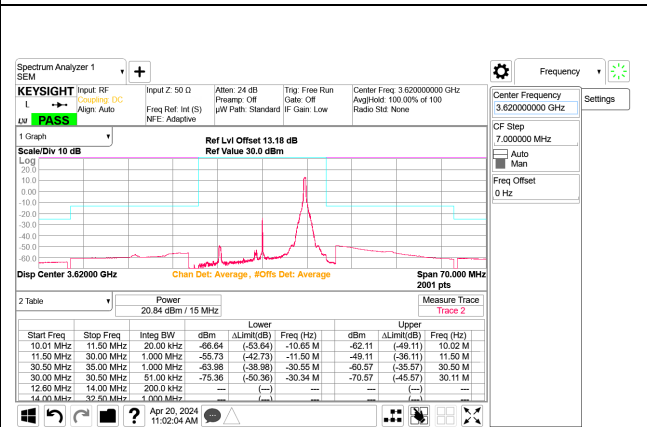 Spectrum Analyzer 1
SEM
Frequency
KEYSIGHT Input: RF Input Z: 50 Ω Atten: 24 dB Trig: Free Run Center Freq: 3.620000000 GHz
L Coupling: DC Preamp: Off Gate: Off Avg|Hold: 100.00% of 100
Align: Auto Freq Ref: Int (S) µW Path: Standard IF Gain: Low Radio Std: None
LXI PASS NFE: Adaptive
Center Frequency
3.620000000 GHz
Settings
CF Step
7.000000 MHz
Auto
Man
Freq Offset
0 Hz
1 Graph
Ref Lvl Offset 13.18 dB
Scale/Div 10 dB Ref Value 30.0 dBm
Log
20.0
10.0
0.00
-10.0
-20.0
-30.0
-40.0
-50.0
-60.0
Disp Center 3.62000 GHz Chan Det: Average, #Offs Det: Average Span 70.000 MHz
2001 pts
2 Table Power Measure Trace
20.84 dBm / 15 MHz Trace 2
Lower Upper
Start Freq Stop Freq Integ BW dBm ΔLimit(dB) Freq (Hz) dBm ΔLimit(dB) Freq (Hz)
10.01 MHz 11.50 MHz 20.00 kHz -66.64 (-53.64) -10.65 M -62.11 (-49.11) 10.02 M
11.50 MHz 30.00 MHz 1.000 MHz -55.73 (-42.73) -11.50 M -49.11 (-36.11) 11.50 M
30.50 MHz 35.00 MHz 1.000 MHz -63.98 (-38.98) -30.55 M -60.57 (-35.57) 30.50 M
30.00 MHz 30.50 MHz 51.00 kHz -75.36 (-50.36) -30.34 M -70.57 (-45.57) 30.11 M
12.60 MHz 14.00 MHz 200.0 kHz --- (---) --- (---)
14.00 MHz 32.50 MHz 1.000 MHz --- (---) --- (---)
? Apr 20, 2024
11:02:04 AM